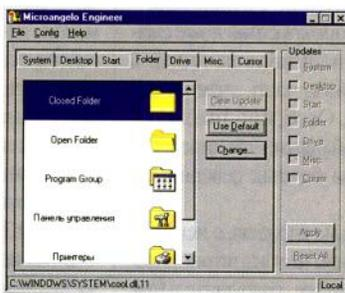 Microangelo Engineer
File Config Help
System Desktop Start Folder Drive Misc. Cursor
Updates
System
Desktop
Start
Folder
Drive
Misc.
Cursor
Closed Folder
Open Folder
Program Group
Панель управления
Принтеры
Clear Update
Use Default
Change...
Apply
Reset All
C:\WINDOWS\SYSTEM\cool.dll,11
Local